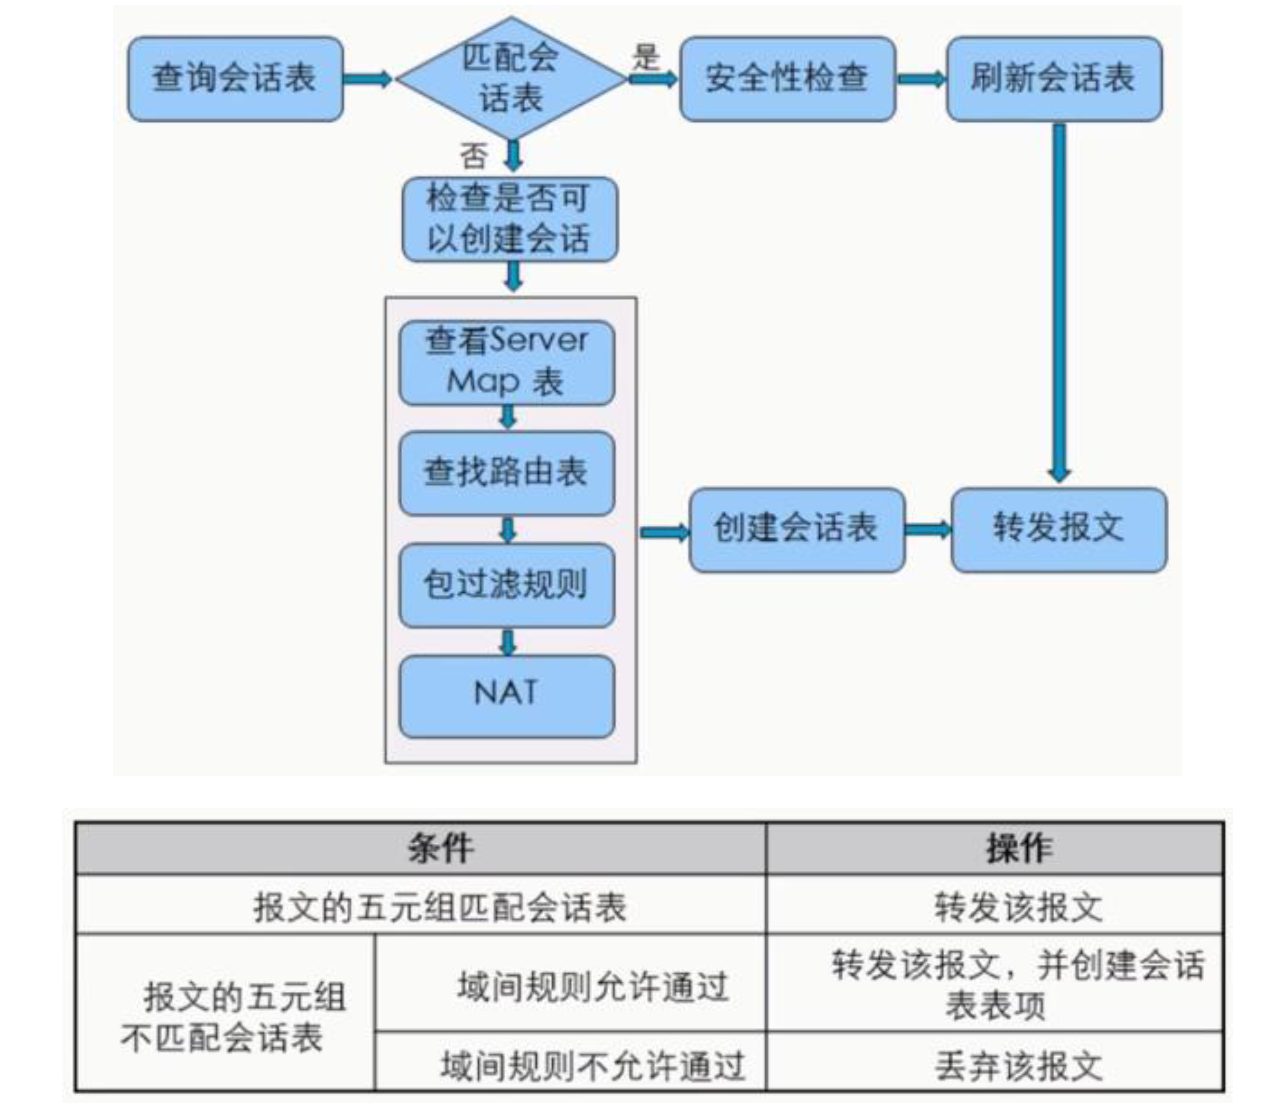 查询会话表
匹配会
话表
是
安全性检查
刷新会话表
否
检查是否可
以创建会话
查看Server
Map 表
查找路由表
包过滤规则
NAT
创建会话表
转发报文
条件
操作
报文的五元组匹配会话表
转发该报文
报文的五元组
不匹配会话表
域间规则允许通过
转发该报文，并创建会话
表表项
域间规则不允许通过
丢弃该报文